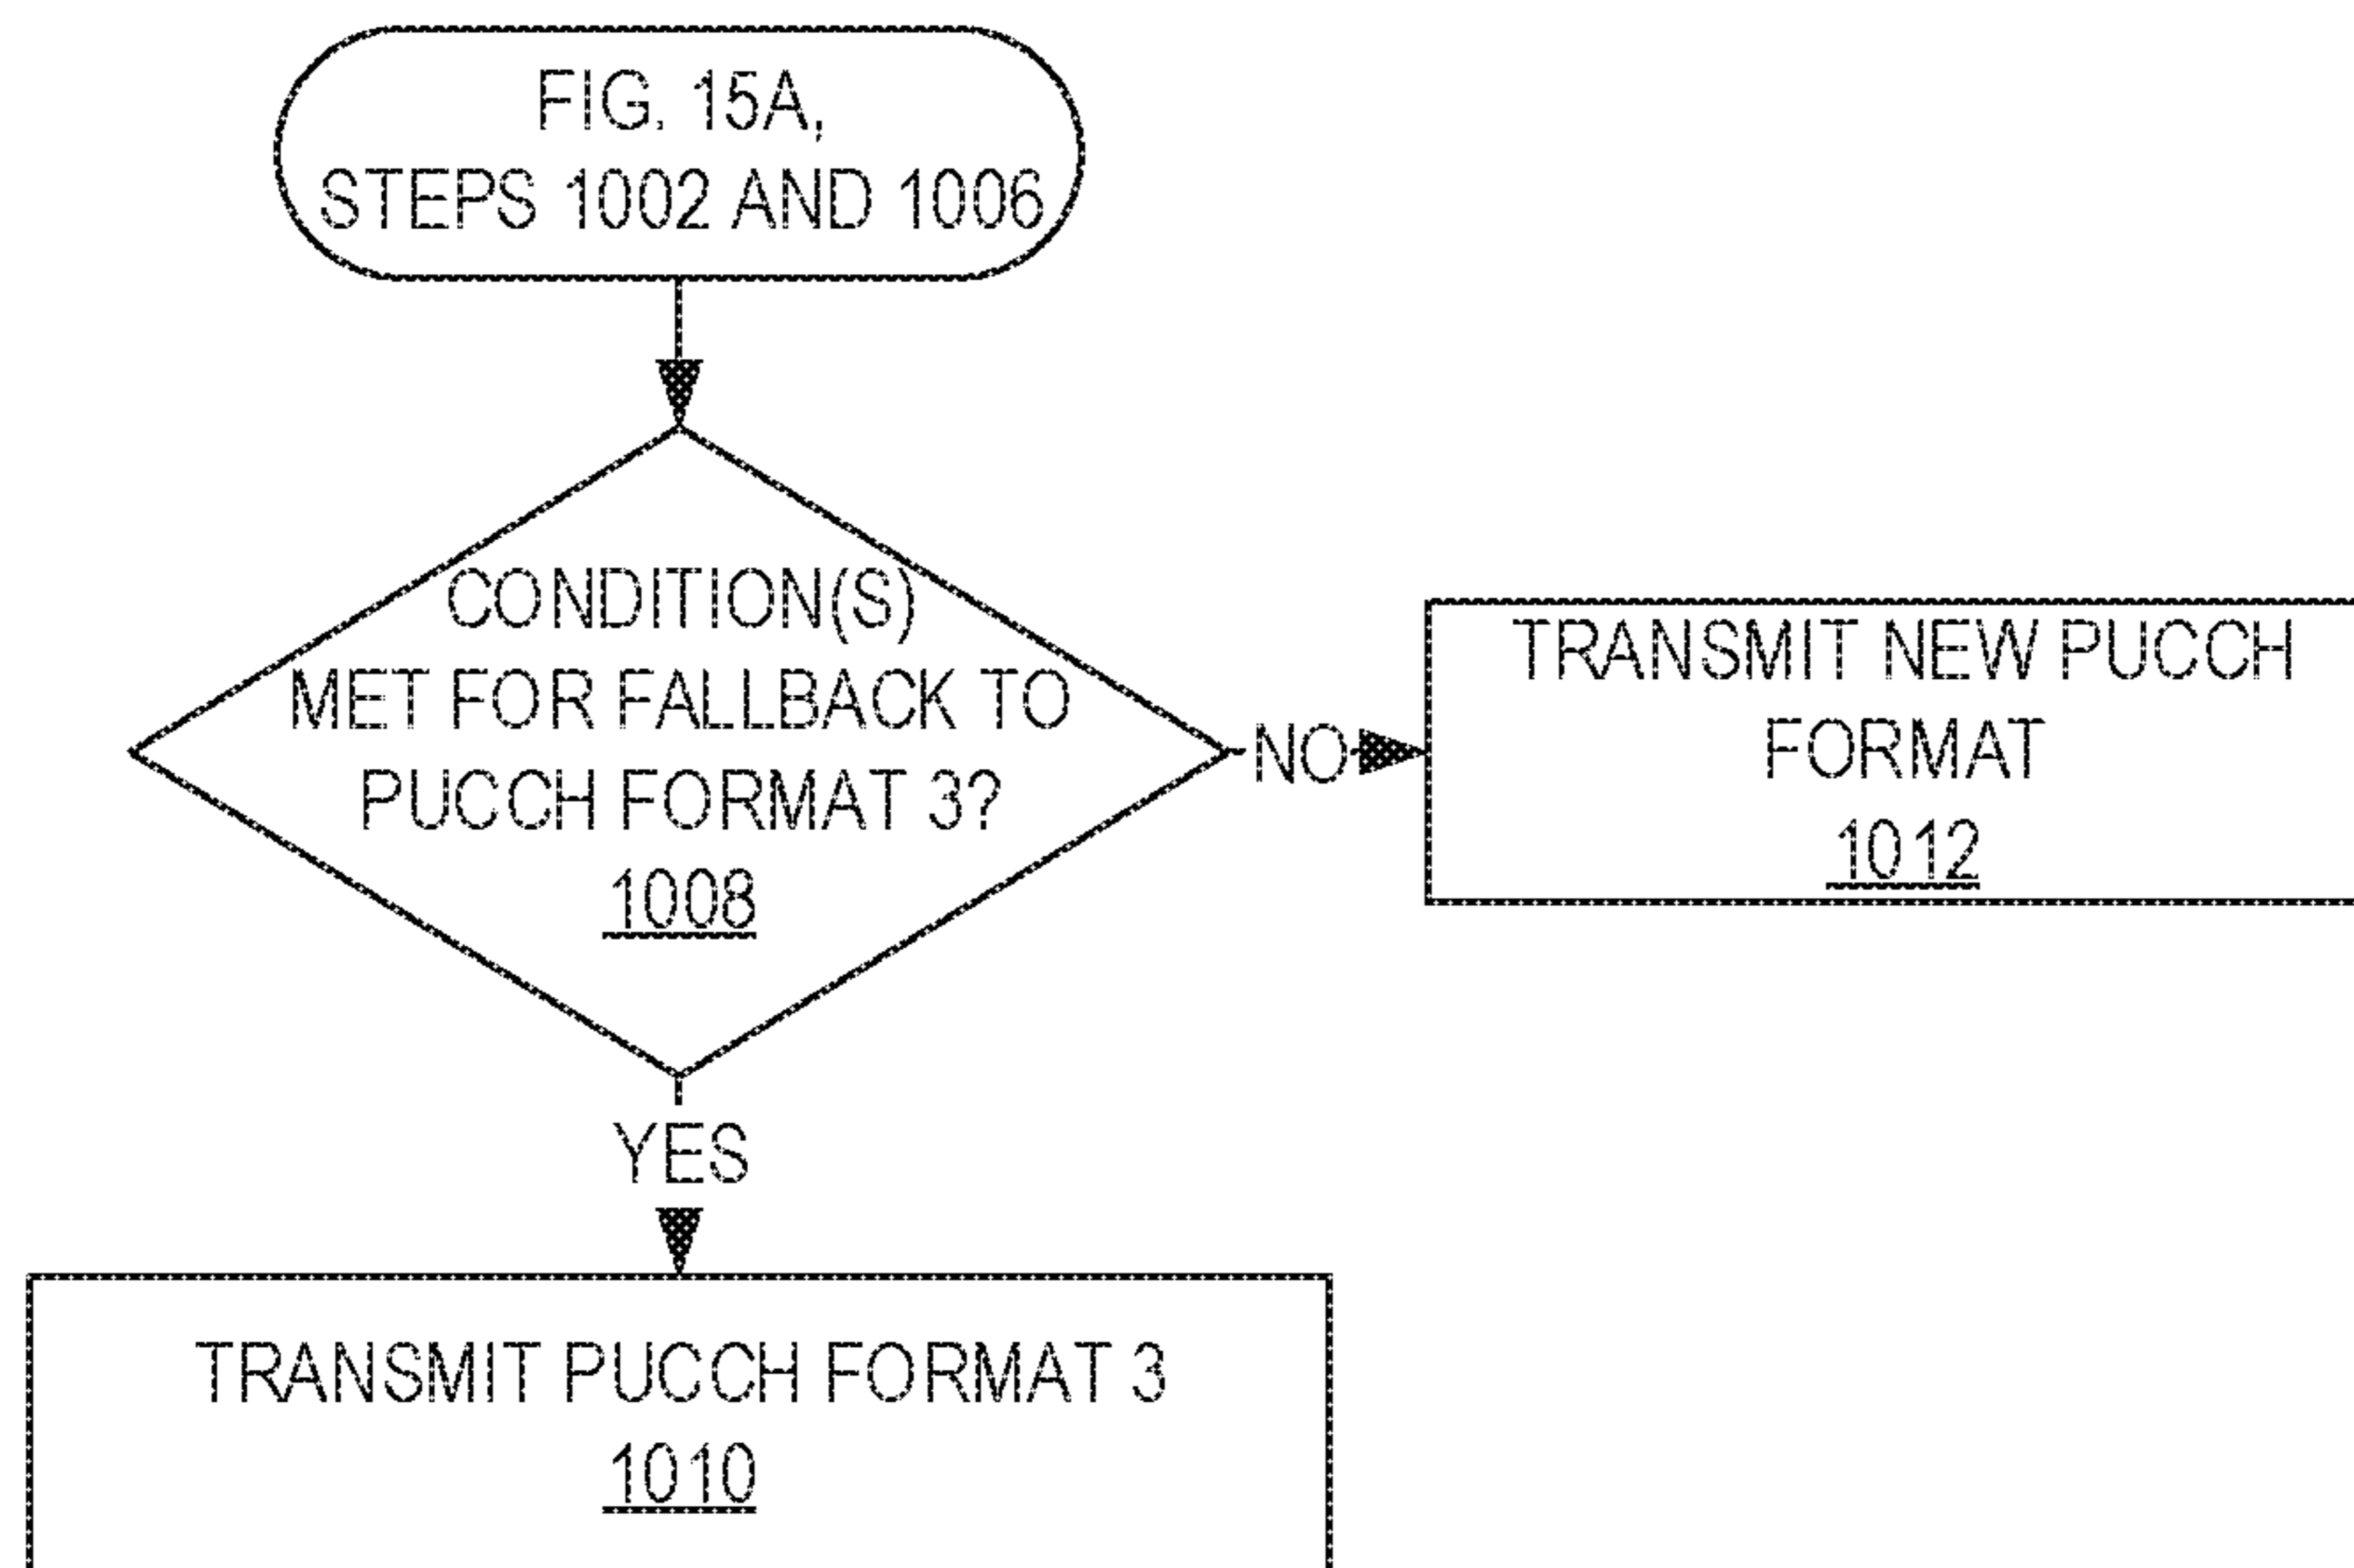 FIG. 15A,
STEPS 1002 AND 1006
CONDITION(S)
MET FOR FALLBACK TO
PUCCH FORMAT 3?
1008
NO
TRANSMIT NEW PUCCH
FORMAT
1012
YES
TRANSMIT PUCCH FORMAT 3
1010